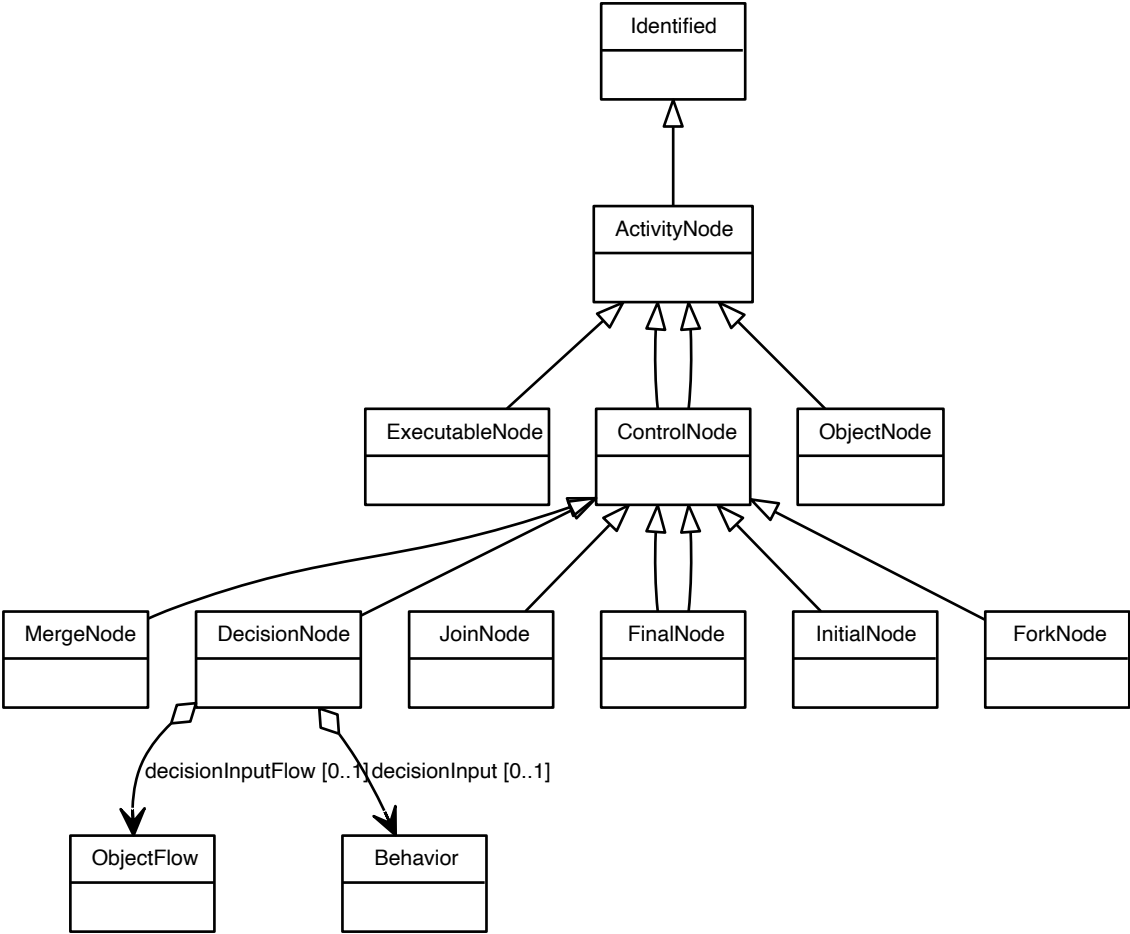 Identified
ActivityNode
ExecutableNode
ControlNode
ObjectNode
MergeNode
DecisionNode
JoinNode
FinalNode
InitialNode
ForkNode
decisionInputFlow [0..1]
decisionInput [0..1]
ObjectFlow
Behavior